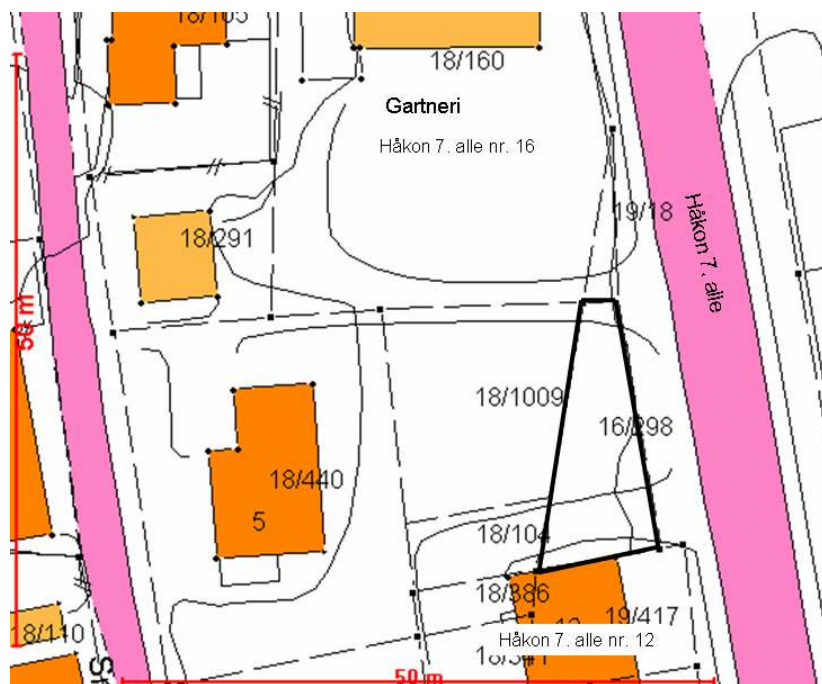 18/105
18/160
Gartneri
Håkon 7. alle nr. 16
19/18
Håkon 7. alle
18/291
50 m
18/1009
16/298
18/440
5
18/104
18/386
19/417
Håkon 7. alle nr. 12
18/110
50 m